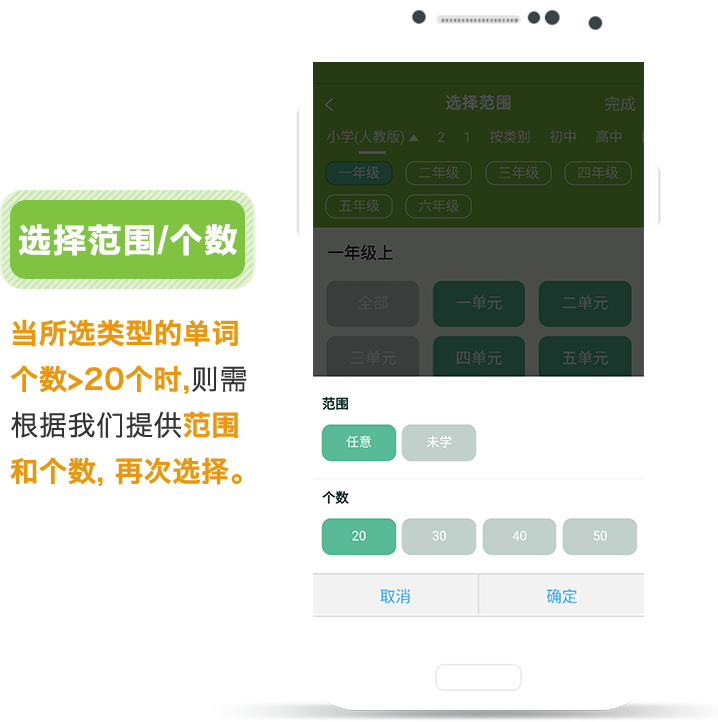 选择范围/个数
当所选类型的单词
个数>20个时,则需
根据我们提供范围
和个数, 再次选择。
选择范围 完成
小学(人教版) 2 1 按类别 初中 高中
一年级 二年级 三年级 四年级
五年级 六年级
一年级上
全部 一单元 二单元
三单元 四单元 五单元
范围
任意 未学
个数
20 30 40 50
取消 确定